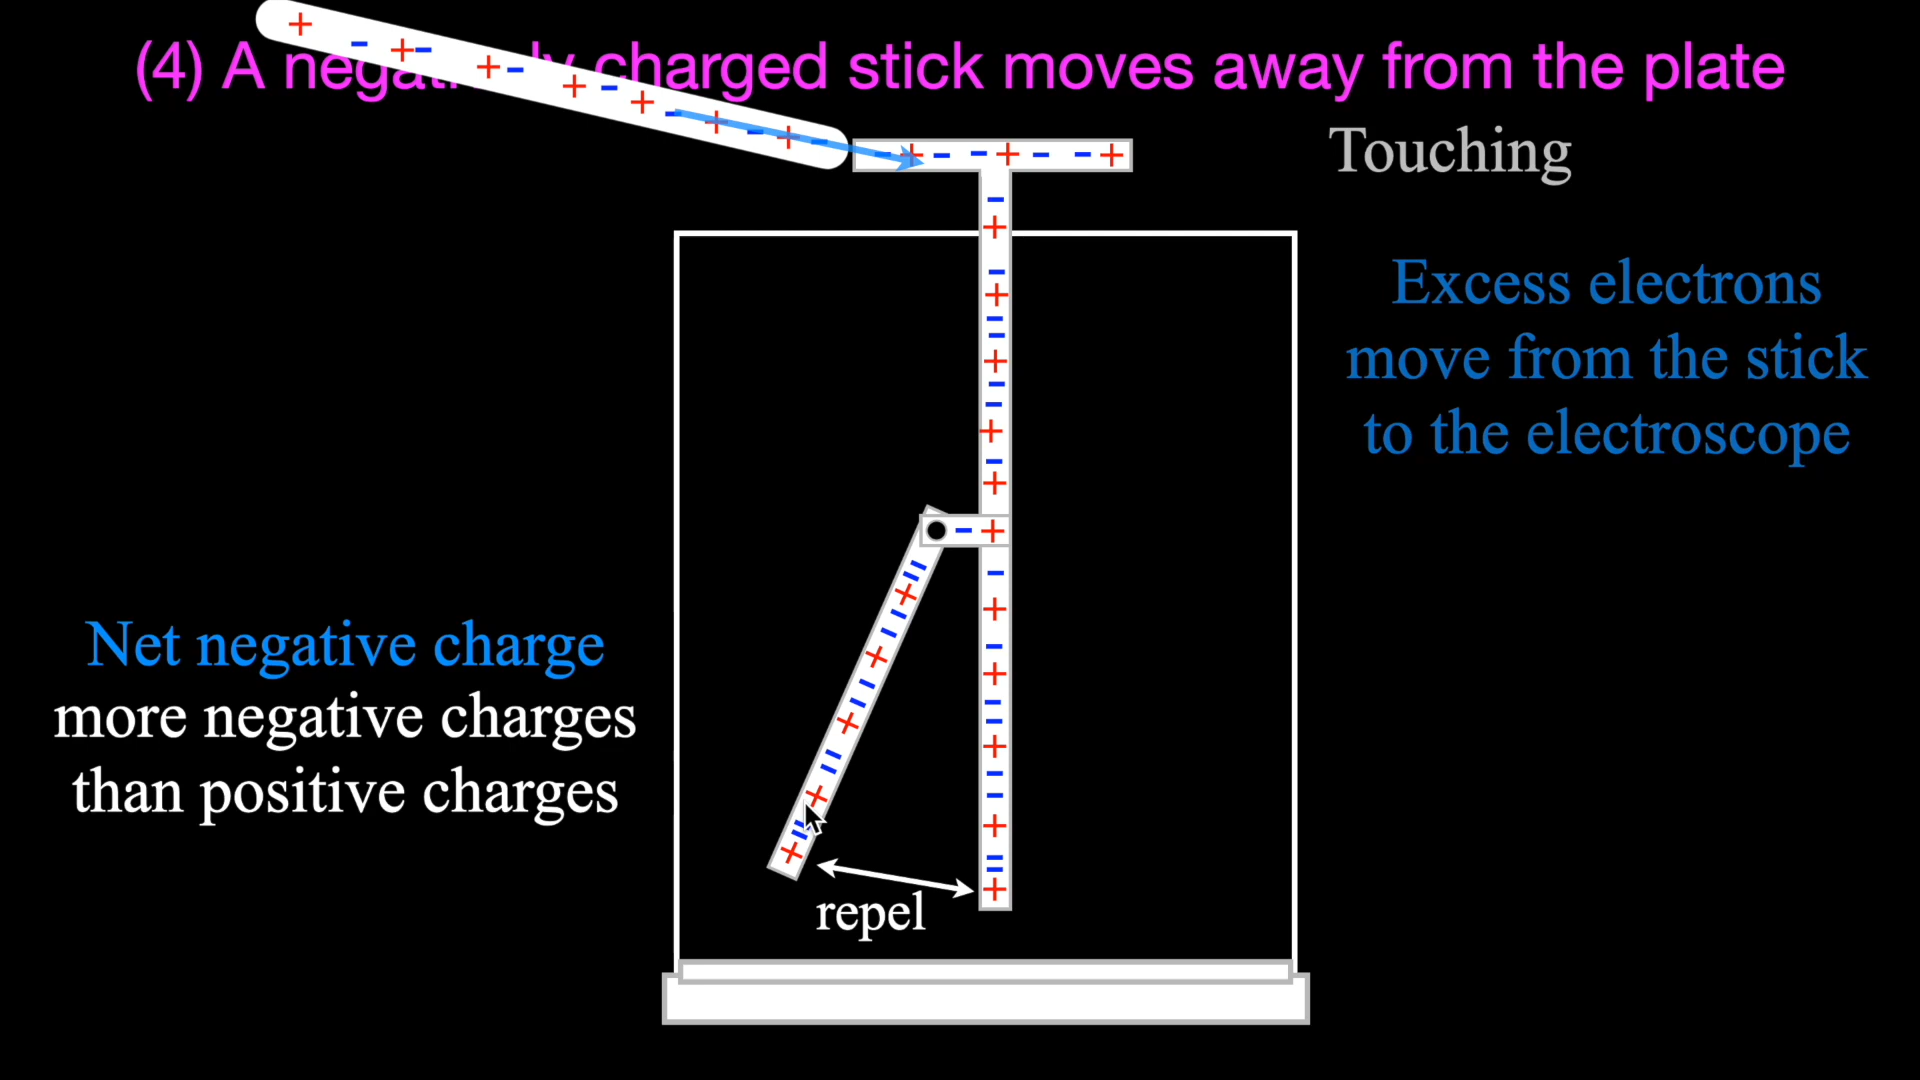 (4) A negatively charged stick moves away from the plate
Touching
Excess electrons
move from the stick
to the electroscope
Net negative charge
more negative charges
than positive charges
repel